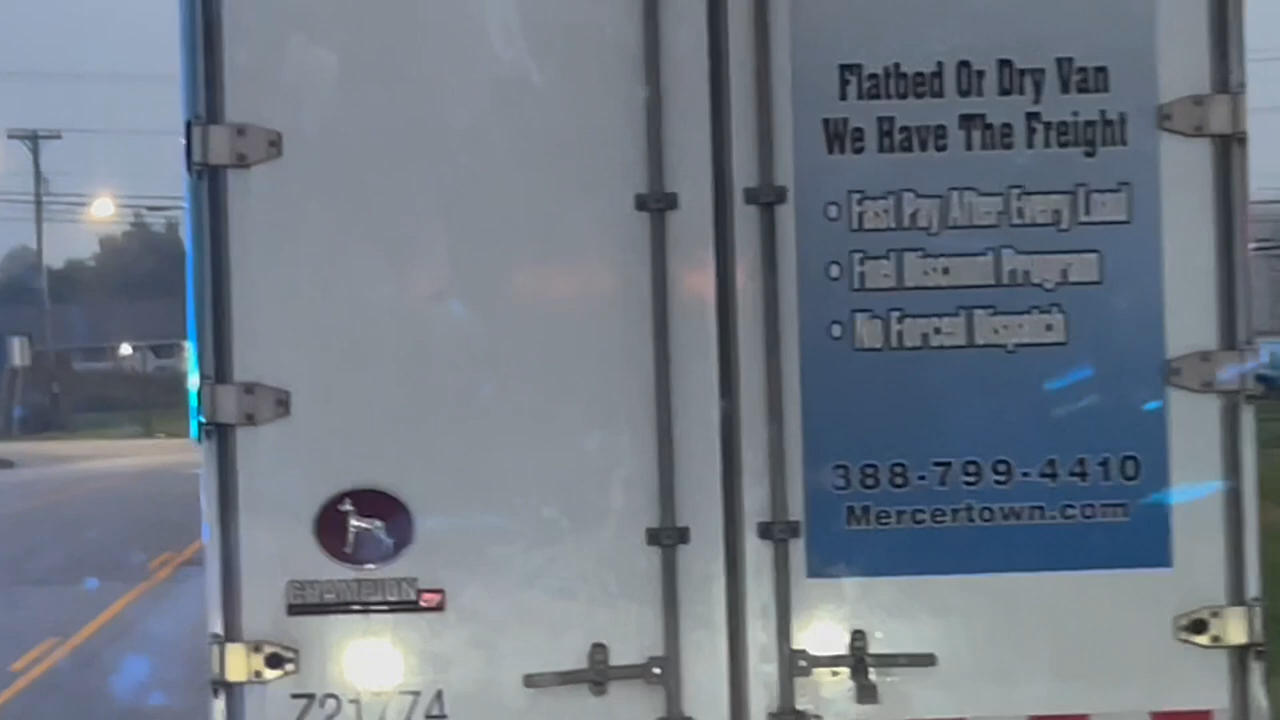 Flatbed Or Dry Van
We Have The Freight
• Fast Pay After Every Load
• Fuel Discount Program
• No Forced Dispatch
388-799-4410
Mercertown.com
CHAMPION
721774